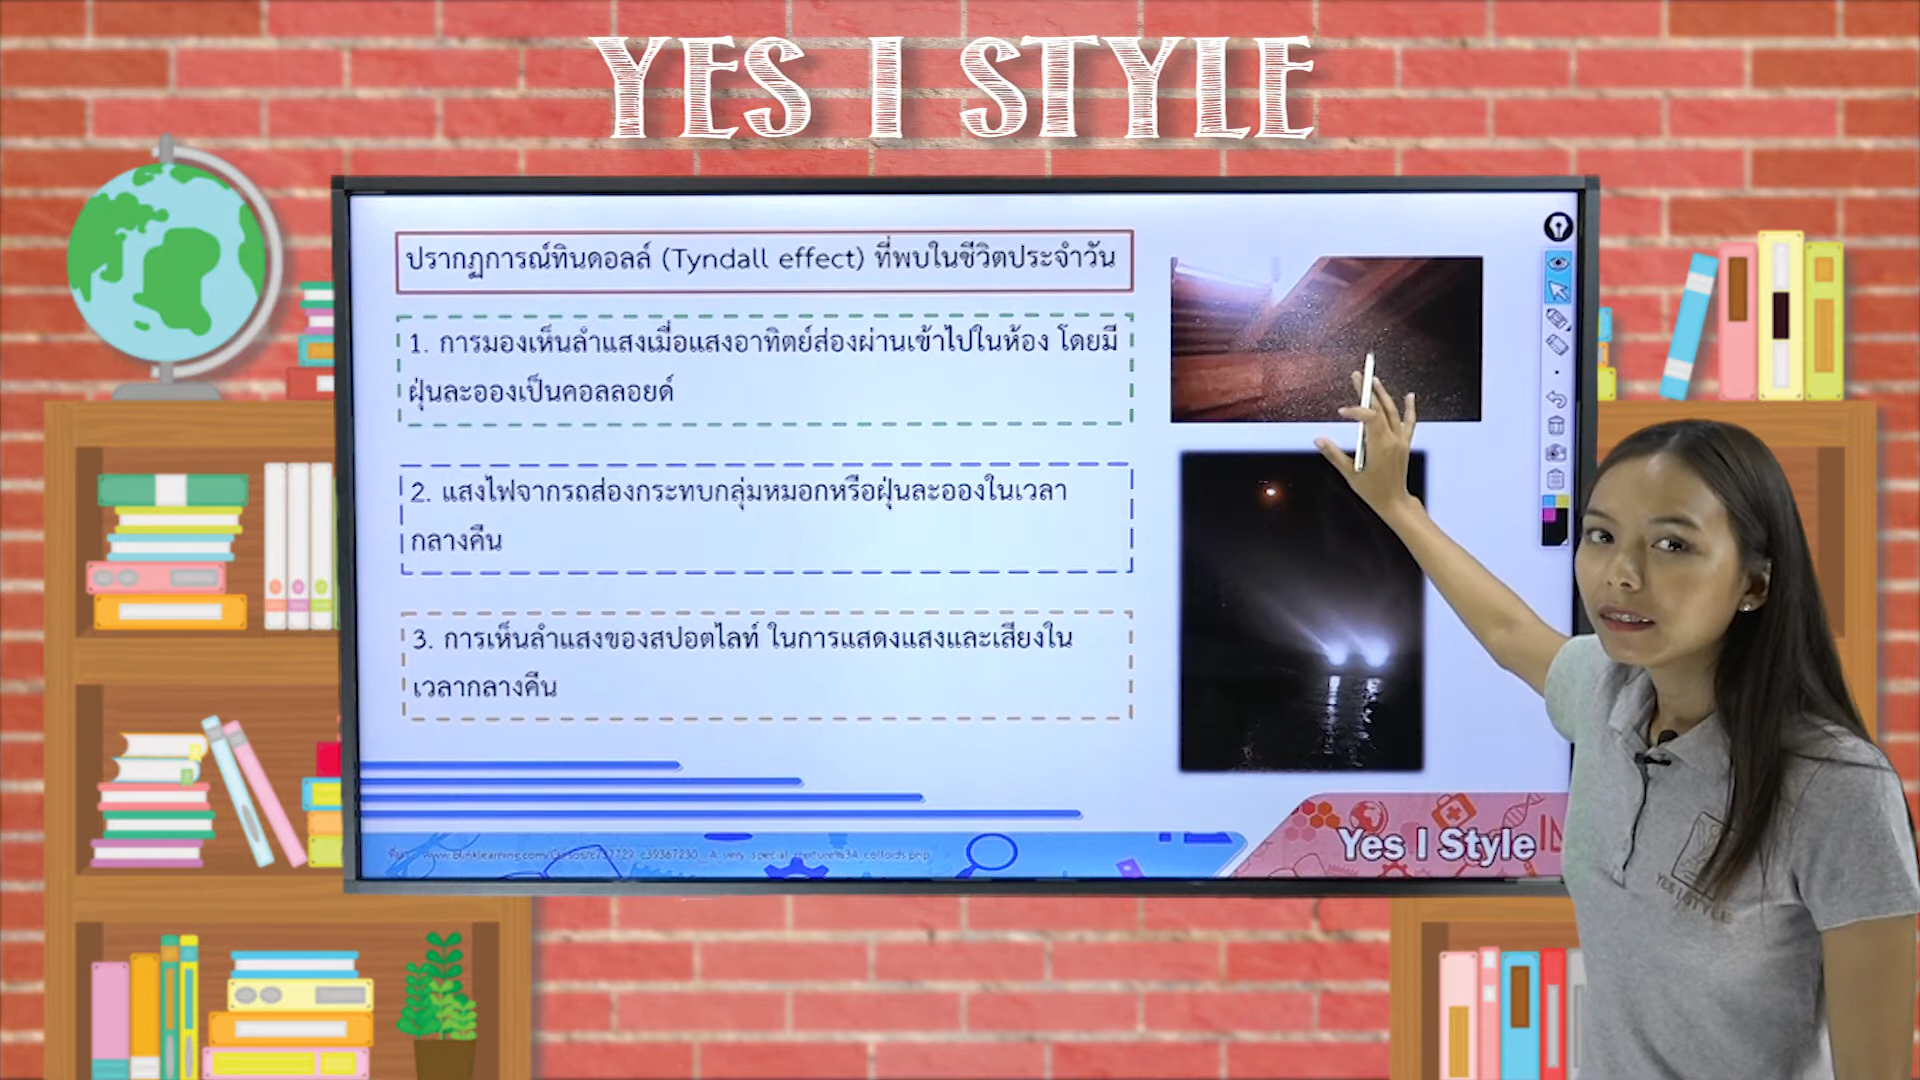 YES I STYLE
ปรากฏการณ์ทินดอลล์ (Tyndall effect) ที่พบในชีวิตประจำวัน
1. การมองเห็นลำแสงเมื่อแสงอาทิตย์ส่องผ่านเข้าไปในห้อง โดยมี
ฝุ่นละอองเป็นคอลลอยด์
2. แสงไฟจากรถส่องกระทบกลุ่มหมอกหรือฝุ่นละอองในเวลา
กลางคืน
3. การเห็นลำแสงของสปอตไลท์ ในการแสดงแสงและเสียงใน
เวลากลางคืน
Yes I Style
YES I STYLE